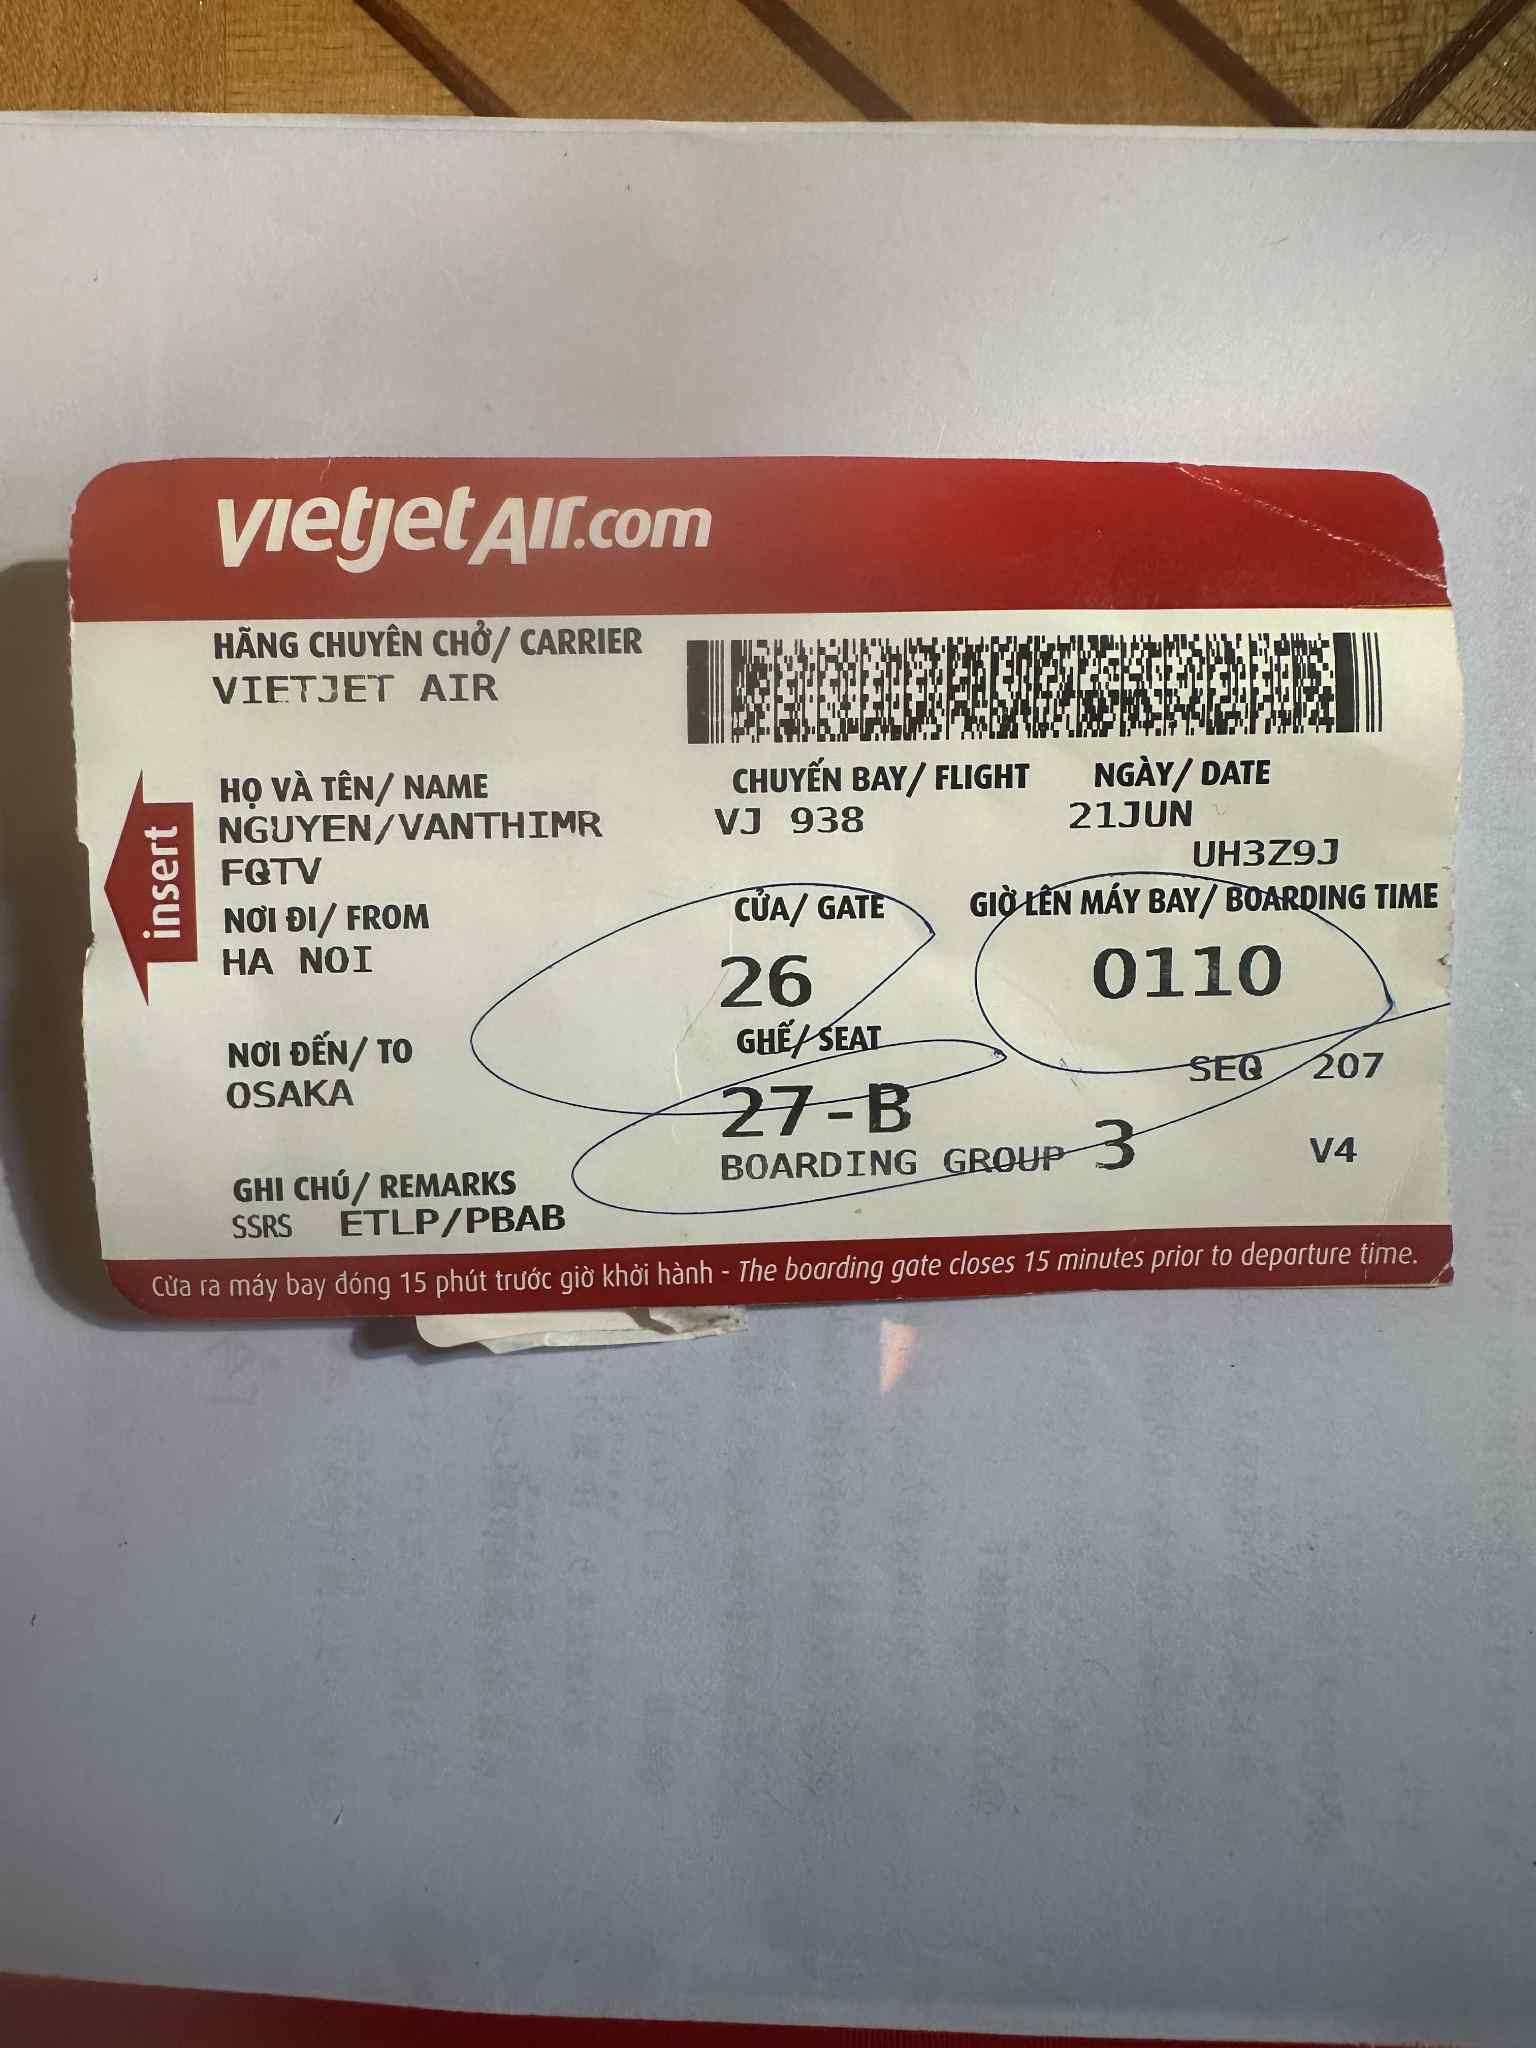 vietjetAir.com
HÃNG CHUYÊN CHỞ/ CARRIER
VIETJET AIR
HỌ VÀ TÊN/ NAME
NGUYEN/VANTHIMR
FQTV
CHUYẾN BAY/ FLIGHT
VJ 938
NGÀY/ DATE
21JUN
UH3Z9J
insert
NƠI ĐI/ FROM
HA NOI
CỬA/ GATE
26
GIỜ LÊN MÁY BAY/ BOARDING TIME
0110
NƠI ĐẾN/ TO
OSAKA
GHẾ/ SEAT
27-B
SEQ 207
BOARDING GROUP 3
V4
GHI CHÚ/ REMARKS
SSRS ETLP/PBAB
Cửa ra máy bay đóng 15 phút trước giờ khởi hành - The boarding gate closes 15 minutes prior to departure time.